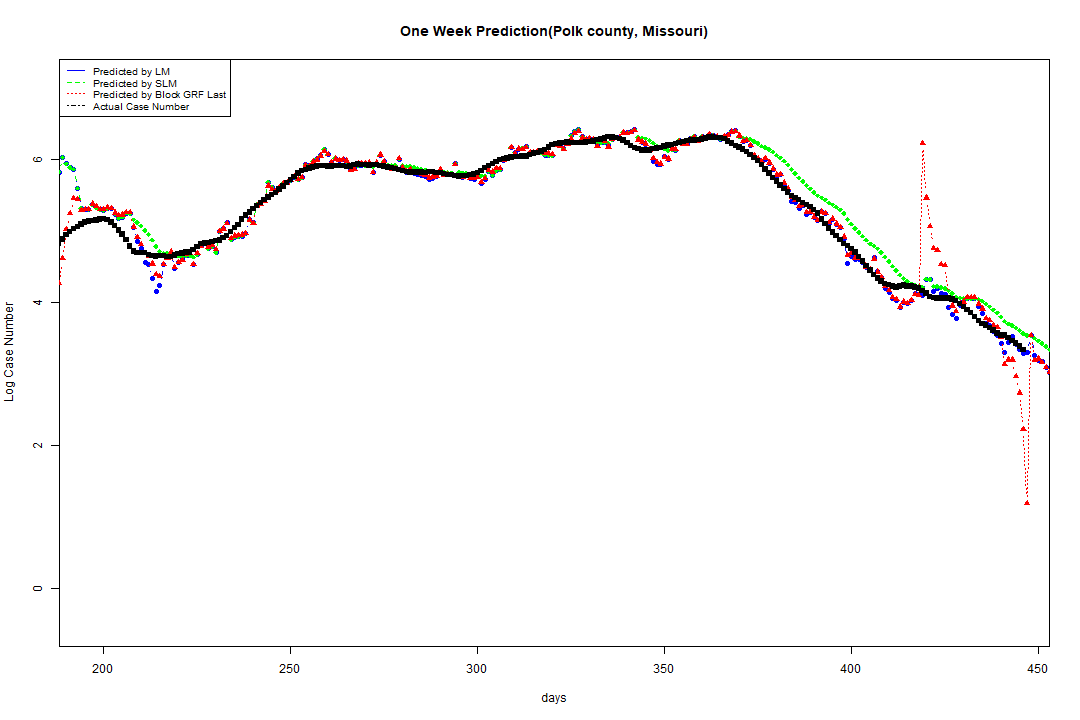 One Week Prediction(Polk county, Missouri)
Predicted by LM
Predicted by SLM
Predicted by Block GRF Last
Actual Case Number
Log Case Number
6
4
2
0
200 250 300 350 400 450
days